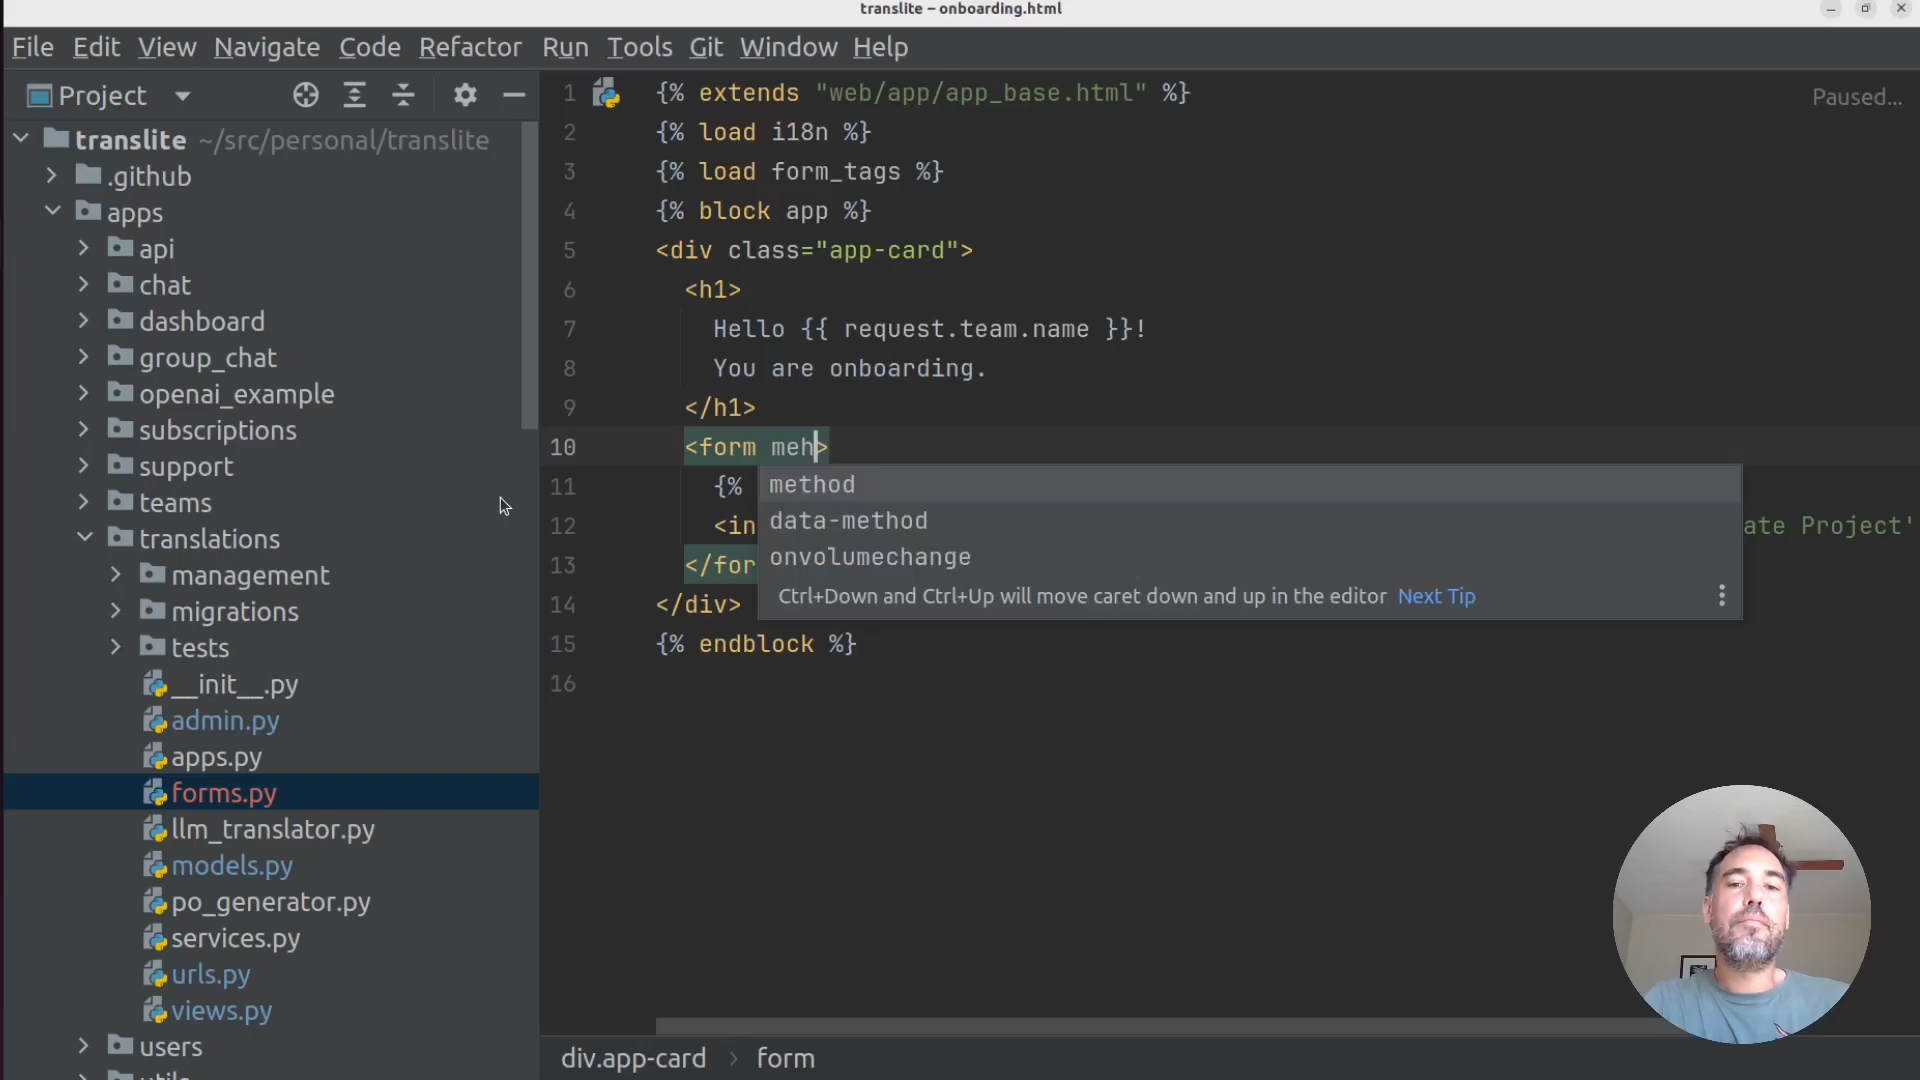 translite – onboarding.html
File Edit View Navigate Code Refactor Run Tools Git Window Help
Project
translite ~/src/personal/translite
.github
apps
api
chat
dashboard
group_chat
openai_example
subscriptions
support
teams
translations
management
migrations
tests
__init__.py
admin.py
apps.py
forms.py
llm_translator.py
models.py
po_generator.py
services.py
urls.py
views.py
users
Paused...
1 {% extends "web/app/app_base.html" %}
2 {% load i18n %}
3 {% load form_tags %}
4 {% block app %}
5 <div class="app-card">
6 <h1>
7 Hello {{ request.team.name }}!
8 You are onboarding.
9 </h1>
10 <form meh>
11 {%
12 <in ate Project'
13 </for
14 </div>
15 {% endblock %}
16
method
data-method
onvolumechange
Ctrl+Down and Ctrl+Up will move caret down and up in the editor Next Tip
div.app-card › form